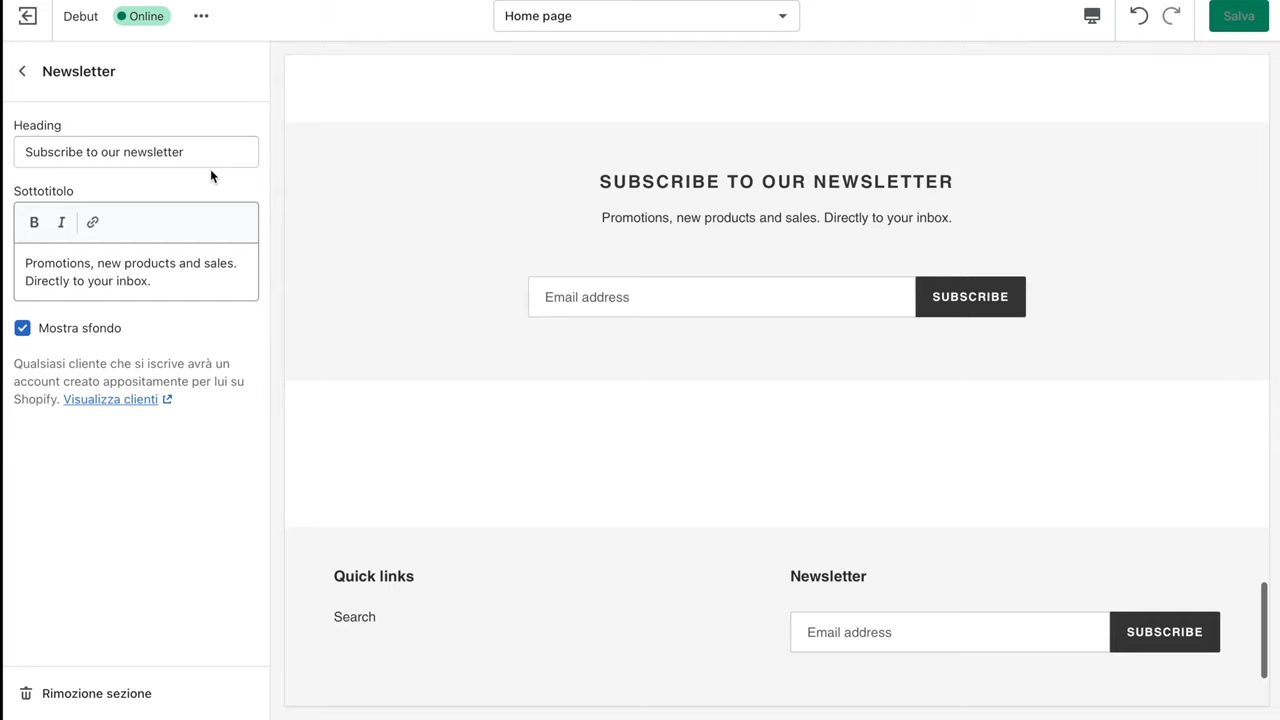 Debut
Online
Home page
Salva
Newsletter
Heading
Subscribe to our newsletter
Sottotitolo
B I
Promotions, new products and sales.
Directly to your inbox.
Mostra sfondo
Qualsiasi cliente che si iscrive avrà un
account creato appositamente per lui su
Shopify. Visualizza clienti
Rimozione sezione
SUBSCRIBE TO OUR NEWSLETTER
Promotions, new products and sales. Directly to your inbox.
Email address
SUBSCRIBE
Quick links
Search
Newsletter
Email address
SUBSCRIBE